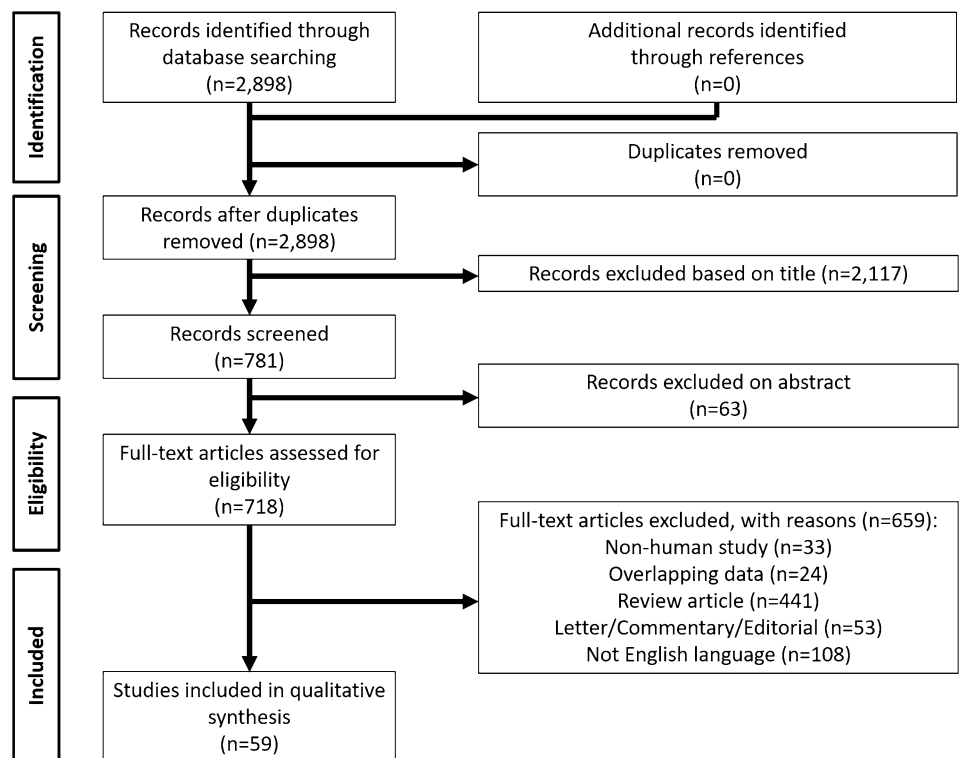 Identification
Records identified through
database searching
(n=2,898)
Additional records identified
through references
(n=0)
Duplicates removed
(n=0)
Screening
Records after duplicates
removed (n=2,898)
Records excluded based on title (n=2,117)
Records screened
(n=781)
Records excluded on abstract
(n=63)
Eligibility
Full-text articles assessed for
eligibility
(n=718)
Full-text articles excluded, with reasons (n=659):
Non-human study (n=33)
Overlapping data (n=24)
Review article (n=441)
Letter/Commentary/Editorial (n=53)
Not English language (n=108)
Included
Studies included in qualitative
synthesis
(n=59)